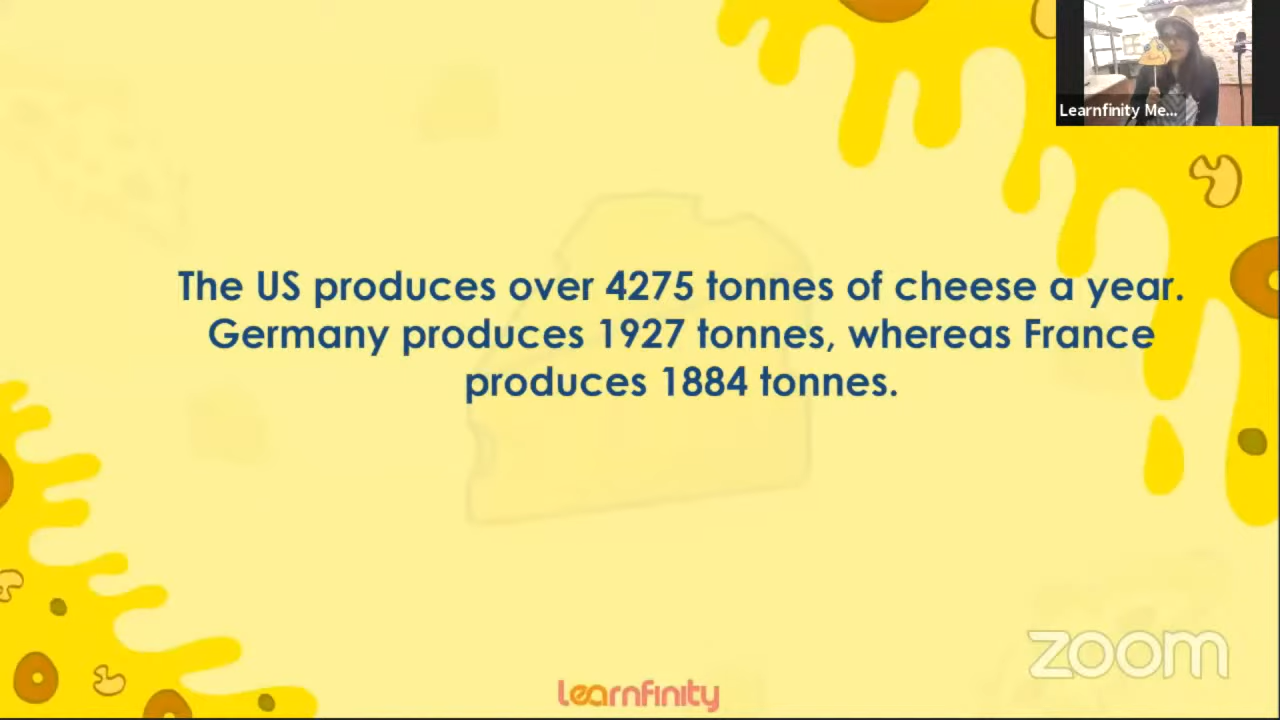 Learnfinity Me...
The US produces over 4275 tonnes of cheese a year.
Germany produces 1927 tonnes, whereas France
produces 1884 tonnes.
zoom
Learnfinity